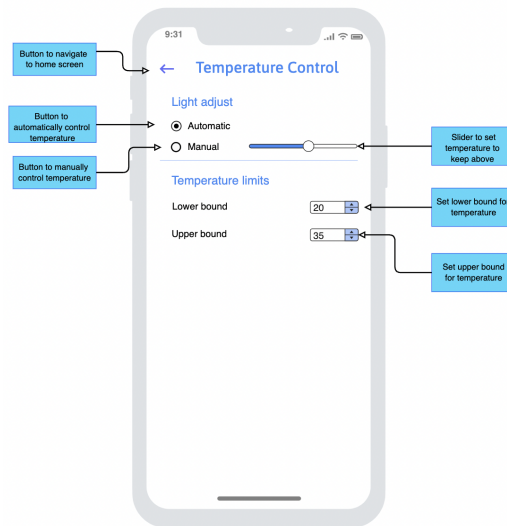 9:31
Button to navigate
to home screen
Temperature Control
Light adjust
Button to
automatically control
temperature
Automatic
Manual
Slider to set
temperature to
keep above
Button to manually
control temperature
Temperature limits
Lower bound
20
Set lower bound for
temperature
Upper bound
35
Set upper bound
for temperature